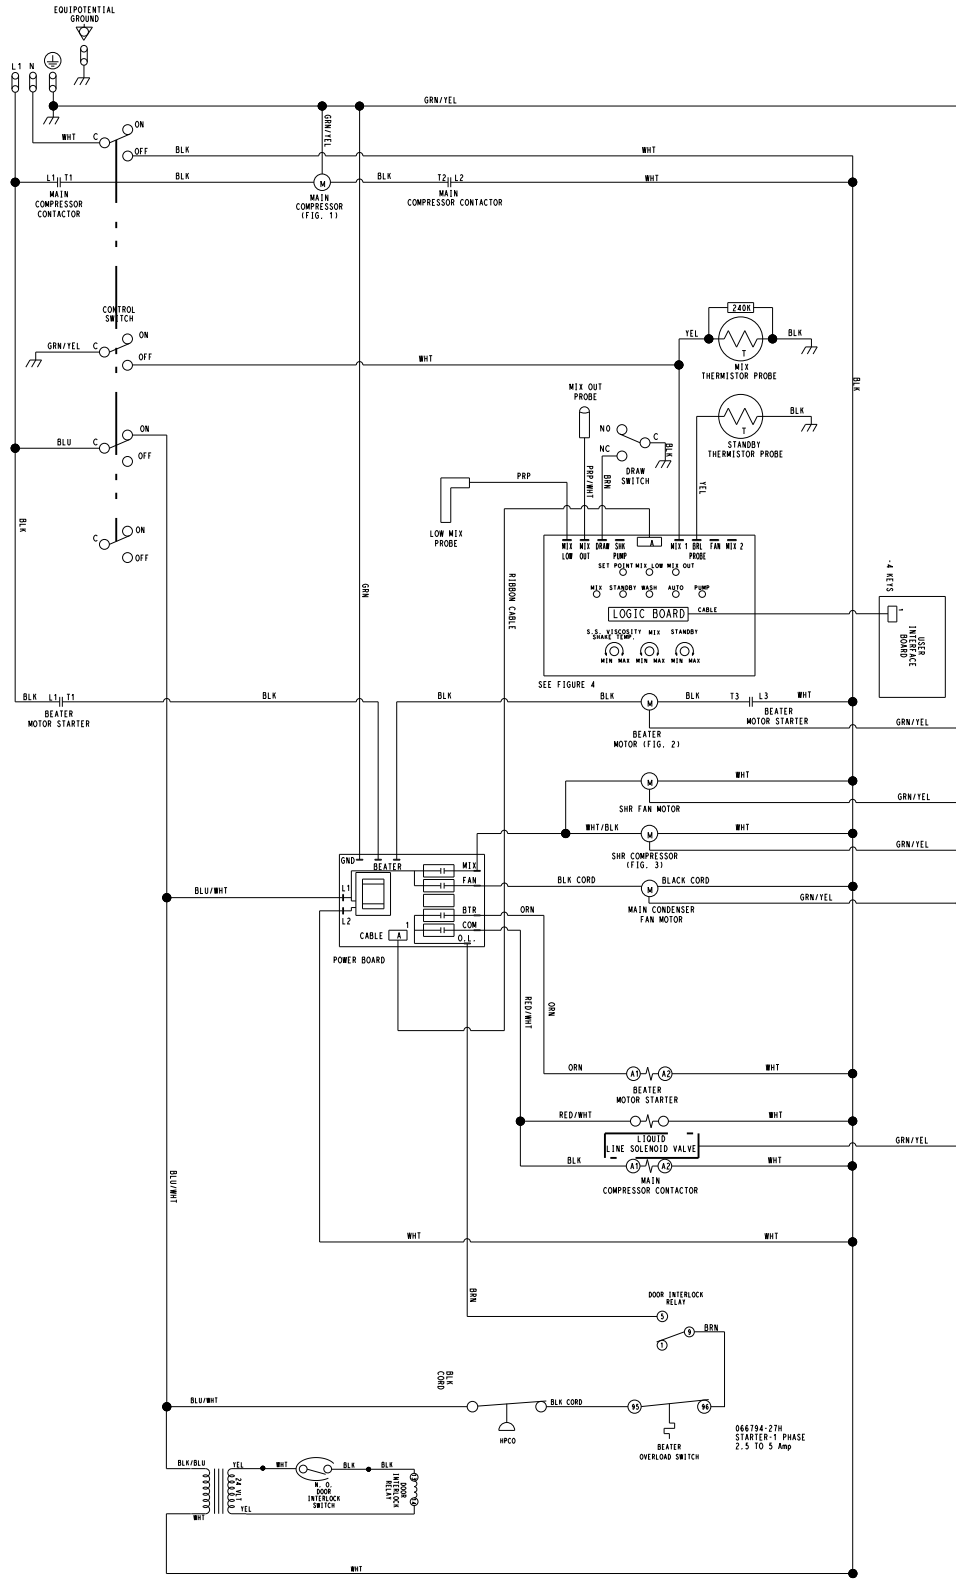 EQUIPOTENTIAL
GROUND
L1 N
GRN/YEL
GRN/YEL
WHT C ON
OFF BLK WHT
L1 T1 BLK M BLK T2 L2 WHT
MAIN
COMPRESSOR
CONTACTOR
MAIN
COMPRESSOR
(FIG. 1)
MAIN
COMPRESSOR CONTACTOR
CONTROL
SWITCH
240K
GRN/YEL C ON
OFF WHT
YEL T BLK
MIX
THERMISTOR PROBE
BLK
MIX OUT
PROBE
BLU C ON
OFF
NO
NC
C
BLK
DRAW
SWITCH
T BLK
STANDBY
THERMISTOR PROBE
PRP
PRP/WHT
BRN
YEL
LOW MIX
PROBE
BLK
C ON
OFF
GRN
RIBBON CABLE
A
MIX
LOW
MIX
OUT
DRAW
SHK
PUMP
MIX 1
BRL
PROBE
FAN
MIX 2
SET POINT MIX LOW MIX OUT
MIX STANDBY WASH AUTO PUMP
LOGIC BOARD
CABLE
S.S. VISCOSITY
SHAKE TEMP.
MIX STANDBY
MIN MAX MIN MAX MIN MAX
SEE FIGURE 4
-4 KEYS
1
USER
INTERFACE
BOARD
BLK L1 T1 BLK BLK BLK M BLK T3 L3 WHT
BEATER
MOTOR STARTER
BEATER
MOTOR (FIG. 2)
BEATER
MOTOR STARTER
GRN/YEL
M WHT
SHR FAN MOTOR
GRN/YEL
WHT/BLK M WHT
SHR COMPRESSOR
(FIG. 3)
GRN/YEL
GND BEATER MIX
FAN
BLK CORD M BLACK CORD
MAIN CONDENSER
FAN MOTOR
GRN/YEL
BLU/WHT L1
L2
BTR ORN
COM
O.L.
CABLE A 1
POWER BOARD
RED/WHT
ORN
ORN A1 A2 WHT
BEATER
MOTOR STARTER
RED/WHT WHT
LIQUID
LINE SOLENOID VALVE
GRN/YEL
BLK A1 A2 WHT
MAIN
COMPRESSOR CONTACTOR
BLU/WHT
WHT WHT
BRN
DOOR INTERLOCK
RELAY
5
9 BRN
1
BLK
CORD
BLU/WHT BLK CORD 95 96
HPCO
BEATER
OVERLOAD SWITCH
066794-27H
STARTER-1 PHASE
2.5 TO 5 Amp
BLK/BLU YEL WHT BLK BLK
24 VLT
N. O.
DOOR
INTERLOCK
SWITCH
DOOR
INTERLOCK
RELAY
WHT YEL
WHT